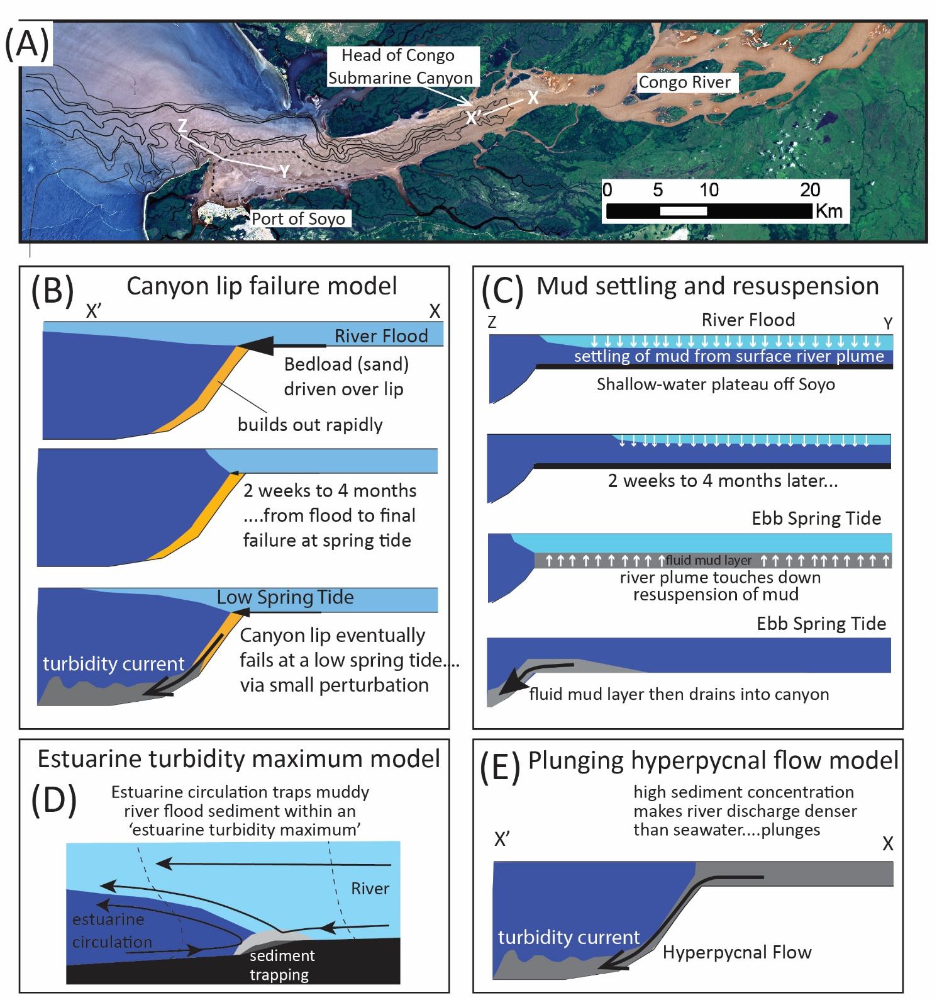 (A)
Head of Congo
Submarine Canyon
Congo River
X
X’
Z
Y
Port of Soyo
0 5 10 20
Km
(B) Canyon lip failure model
X’ X
River Flood
Bedload (sand)
driven over lip
builds out rapidly
2 weeks to 4 months
....from flood to final
failure at spring tide
Low Spring Tide
Canyon lip eventually
fails at a low spring tide....
via small perturbation
turbidity current
(C) Mud settling and resuspension
River Flood
Z Y
settling of mud from surface river plume
Shallow-water plateau off Soyo
2 weeks to 4 months later...
Ebb Spring Tide
fluid mud layer
river plume touches down
resuspension of mud
Ebb Spring Tide
fluid mud layer then drains into canyon
Estuarine turbidity maximum model
(D)
Estuarine circulation traps muddy
river flood sediment within an
‘estuarine turbidity maximum’
River
estuarine
circulation
sediment
trapping
(E) Plunging hyperpycnal flow model
high sediment concentration
makes river discharge denser
than seawater....plunges
X’ X
turbidity current
Hyperpycnal Flow